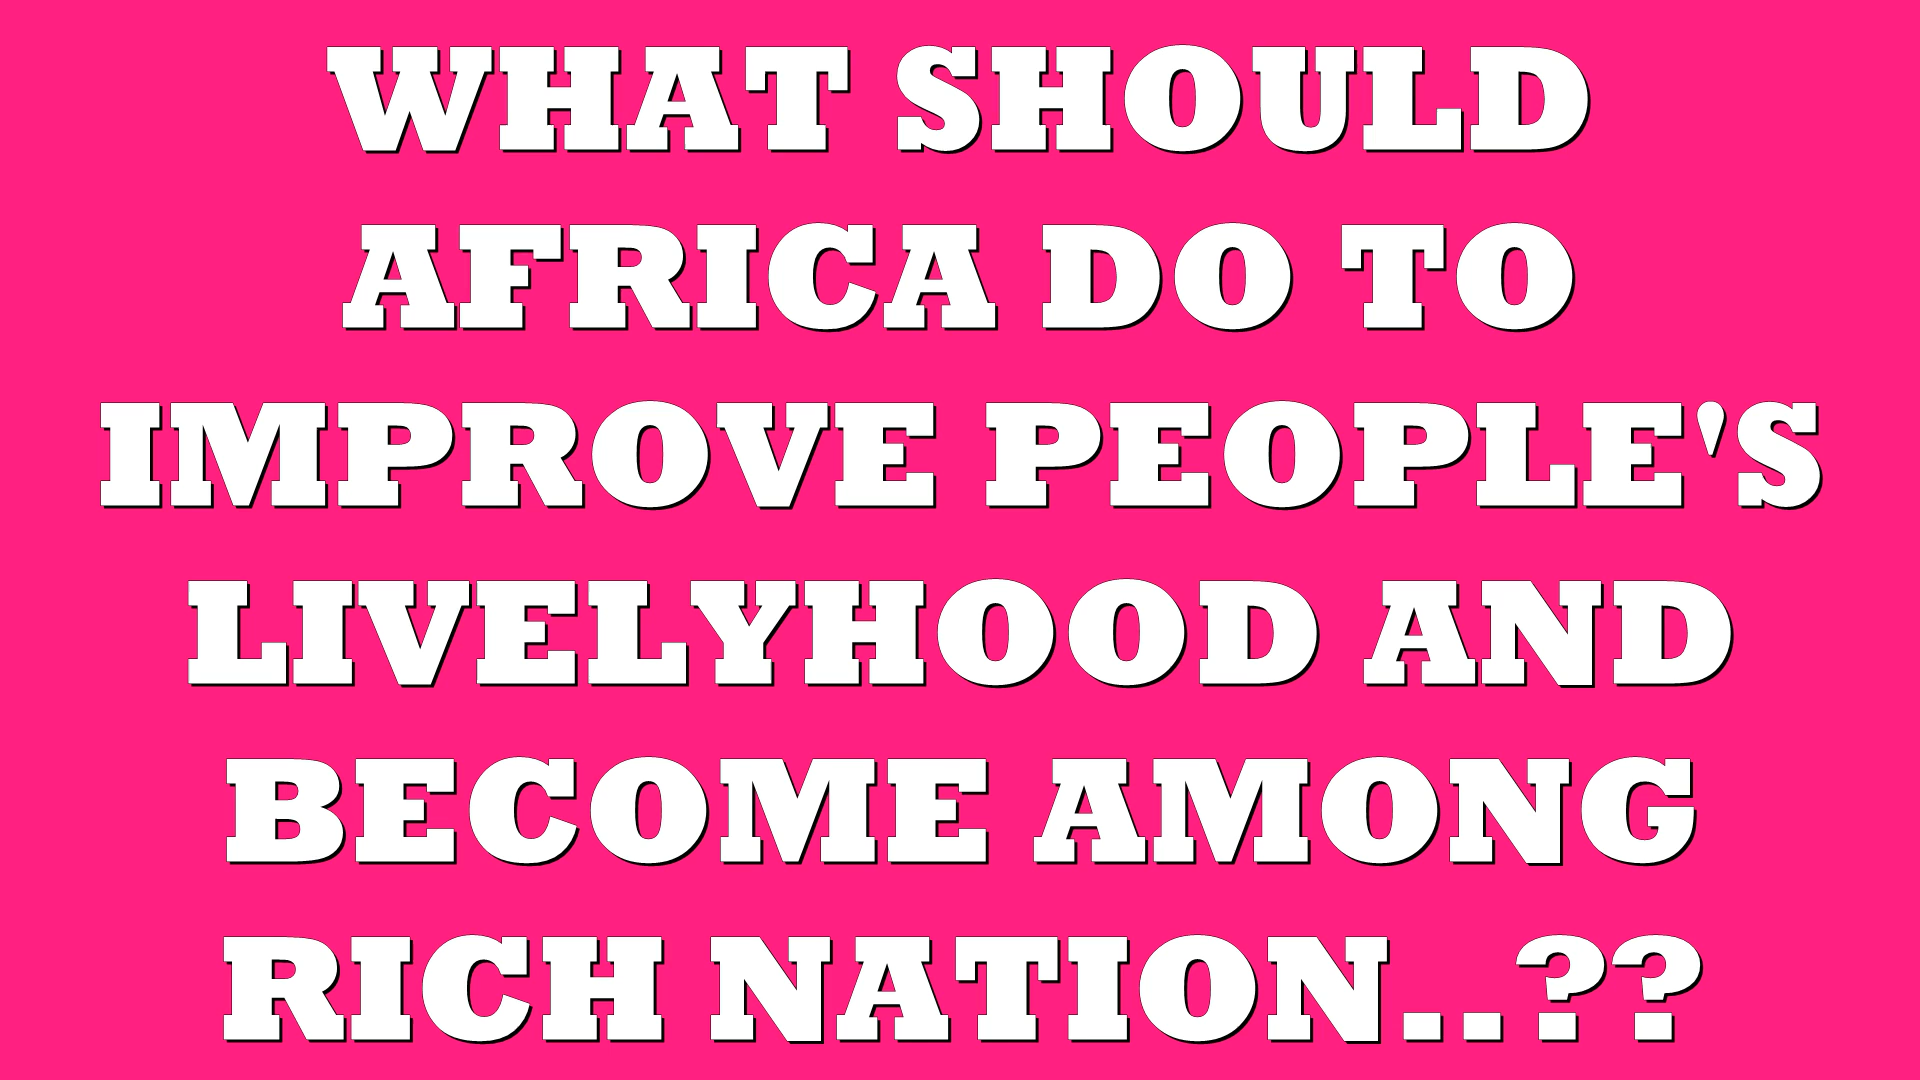 WHAT SHOULD
AFRICA DO TO
IMPROVE PEOPLE'S
LIVELYHOOD AND
BECOME AMONG
RICH NATION..??